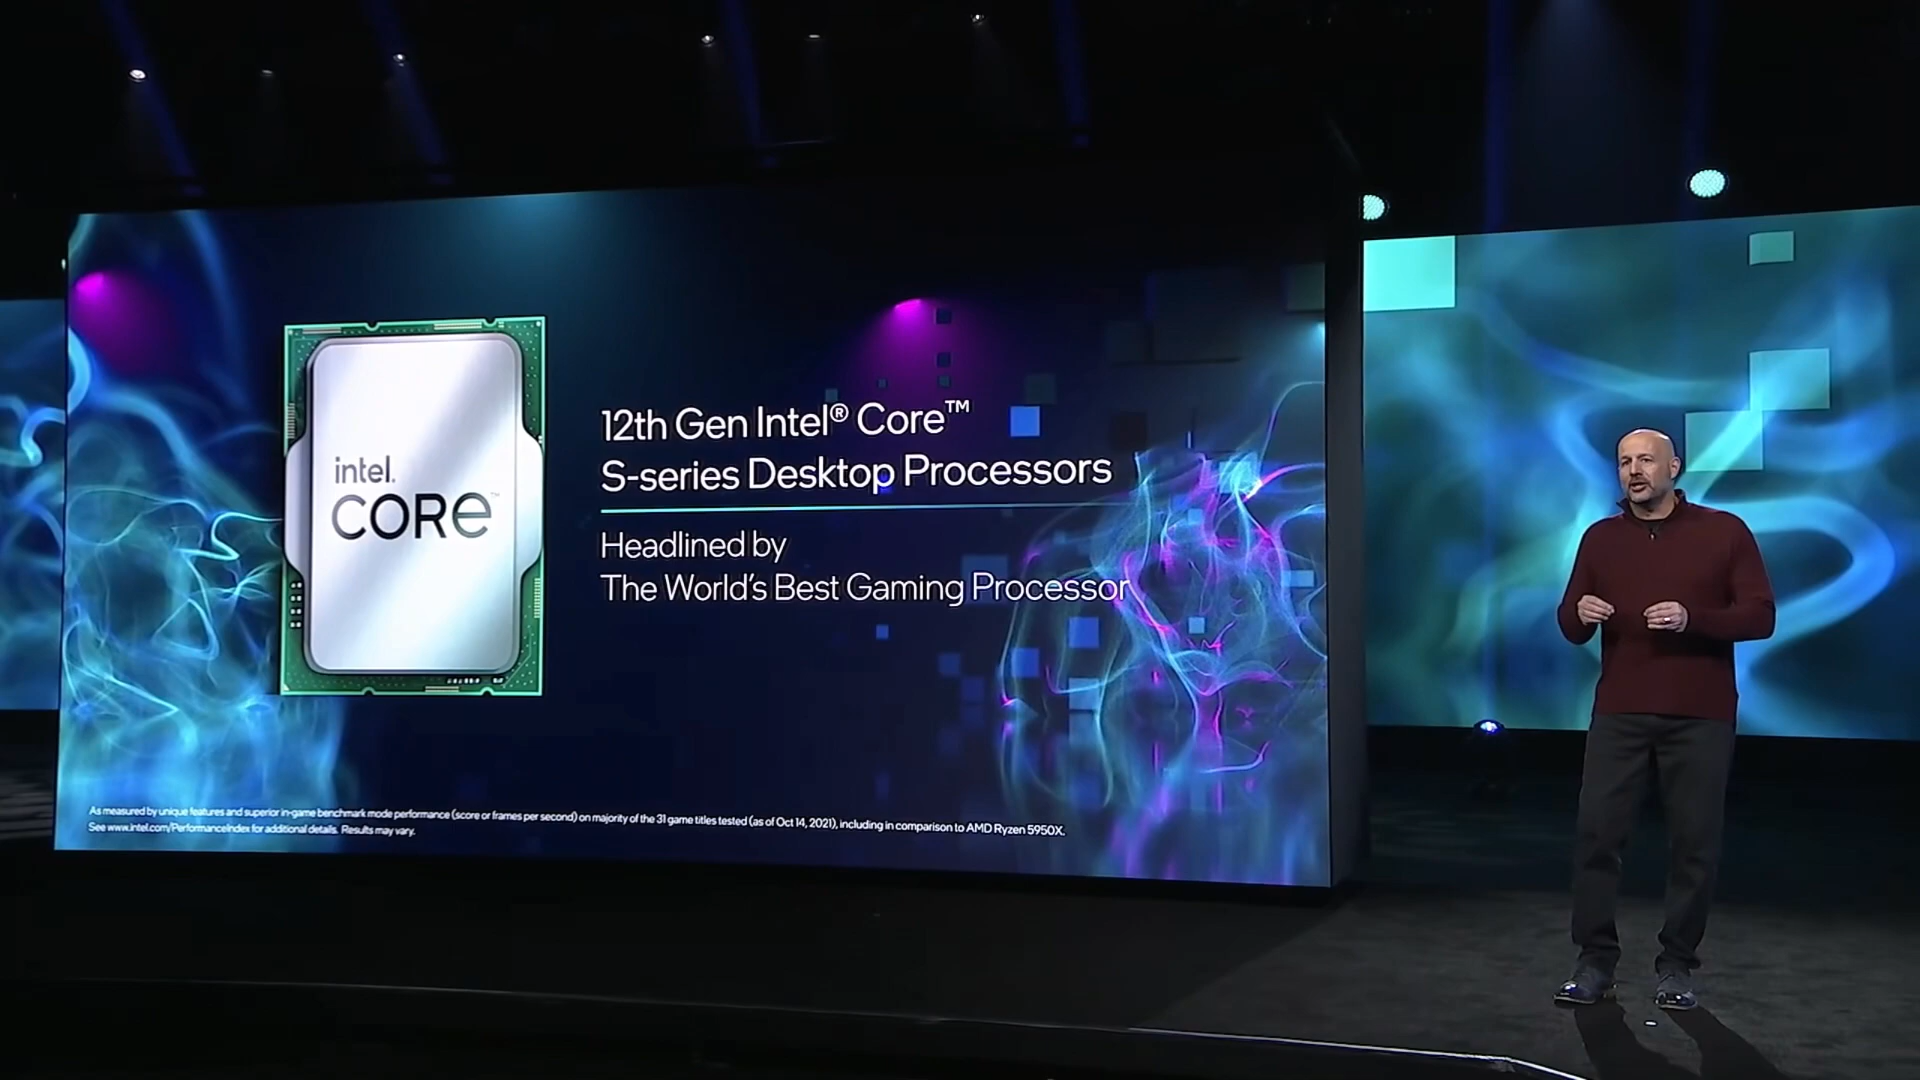 intel.
CORE™
12th Gen Intel® Core™
S-series Desktop Processors
Headlined by
The World's Best Gaming Processor
As measured by unique features and superior in-game benchmark mode performance (score or frames per second) on majority of the 31 game titles tested (as of Oct 14, 2021), including in comparison to AMD Ryzen 5950X.
See www.intel.com/PerformanceIndex for additional details. Results may vary.